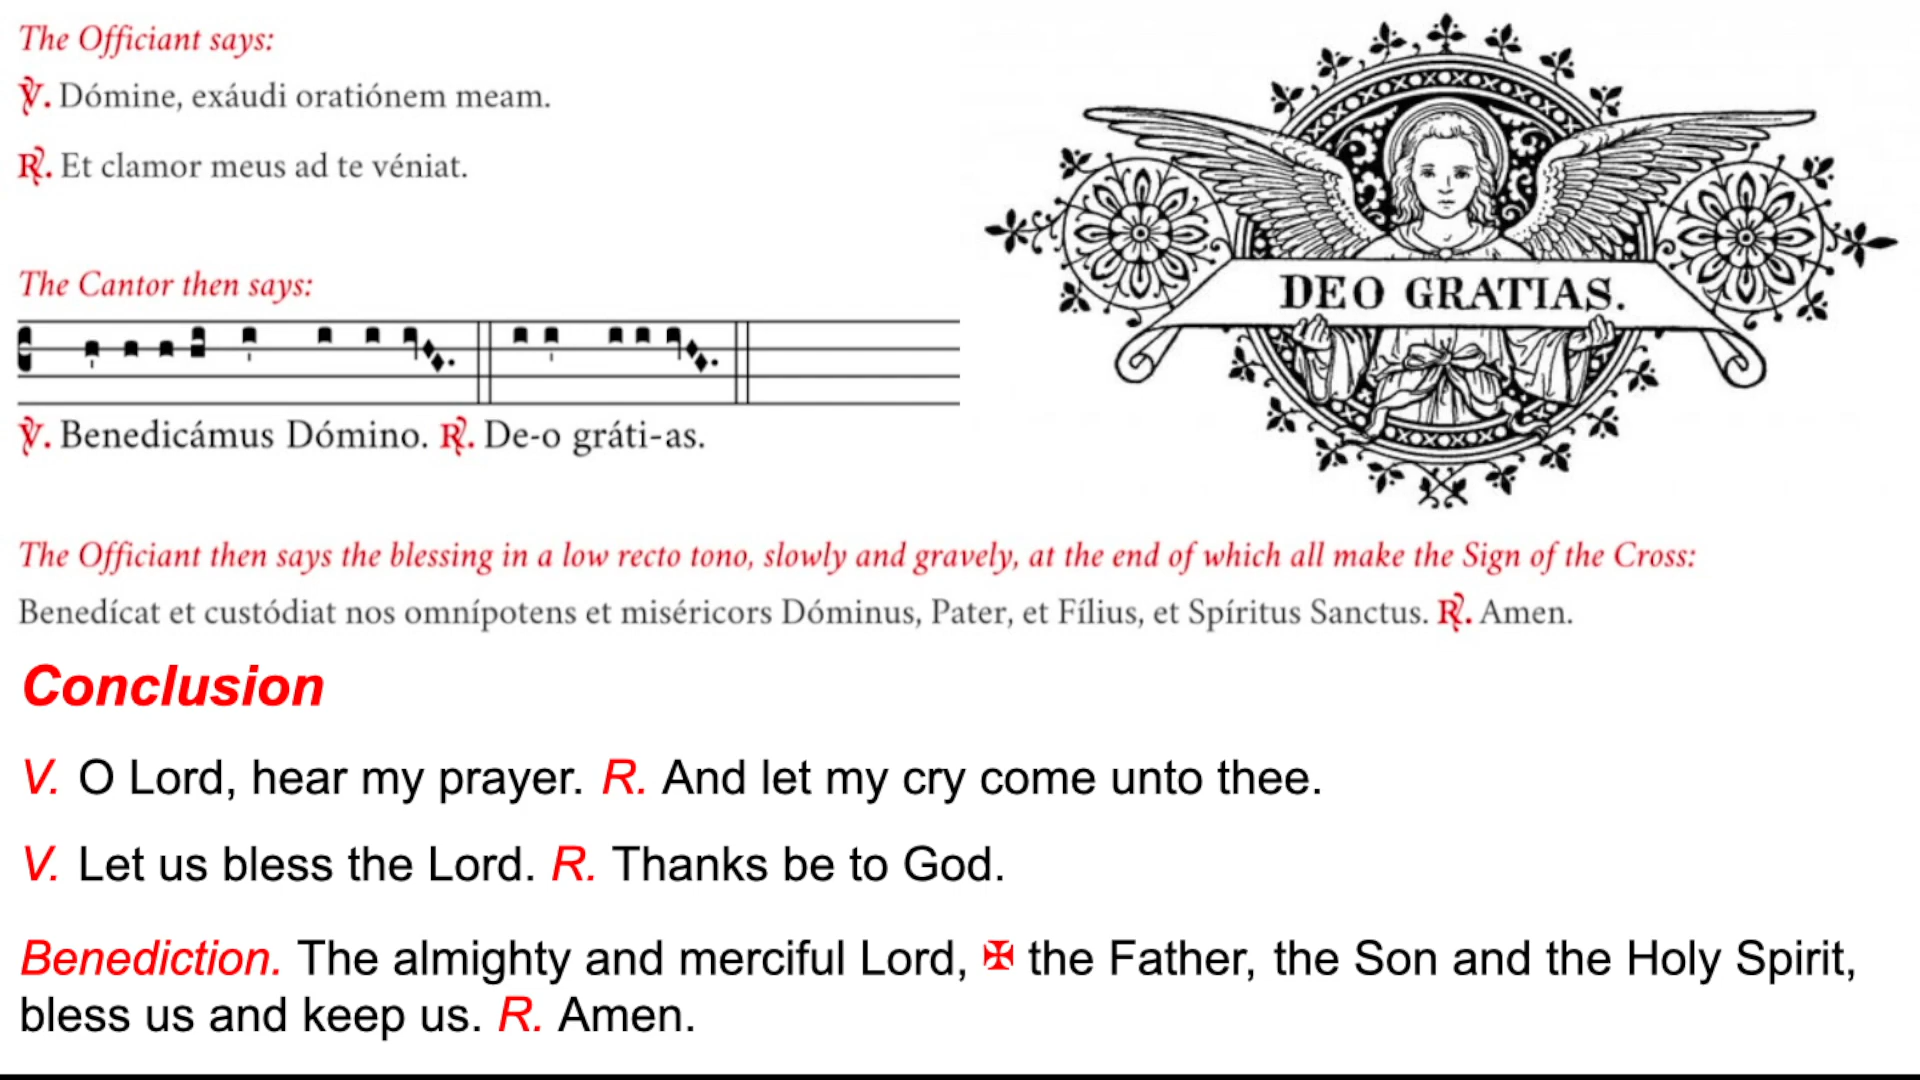 The Officiant says:
℣. Dómine, exáudi oratiónem meam.
℟. Et clamor meus ad te véniat.
The Cantor then says:
℣. Benedicámus Dómino. ℟. De-o gráti-as.
DEO GRATIAS.
The Officiant then says the blessing in a low recto tono, slowly and gravely, at the end of which all make the Sign of the Cross:
Benedícat et custódiat nos omnípotens et miséricors Dóminus, Pater, et Fílius, et Spíritus Sanctus. ℟. Amen.
Conclusion
V. O Lord, hear my prayer. R. And let my cry come unto thee.
V. Let us bless the Lord. R. Thanks be to God.
Benediction. The almighty and merciful Lord, ✠ the Father, the Son and the Holy Spirit,
bless us and keep us. R. Amen.